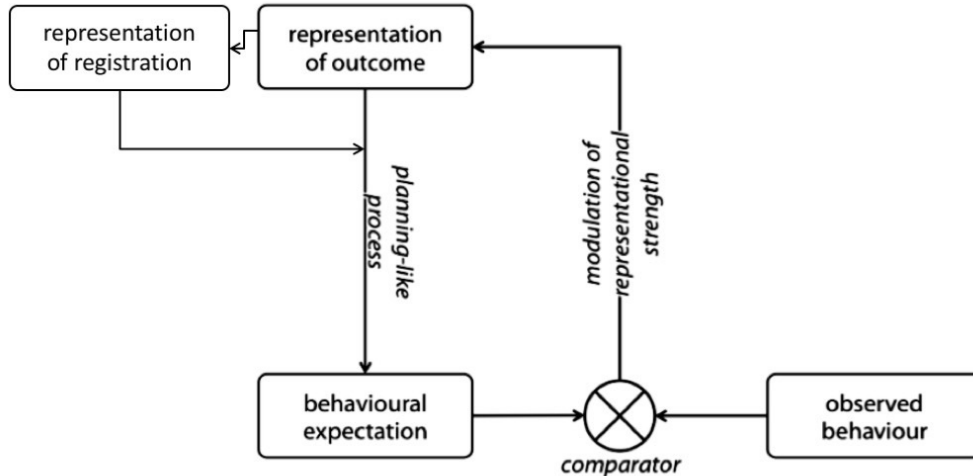 representation
of registration
representation
of outcome
planning-like
process
modulation of
representational
strength
behavioural
expectation
observed
behaviour
comparator